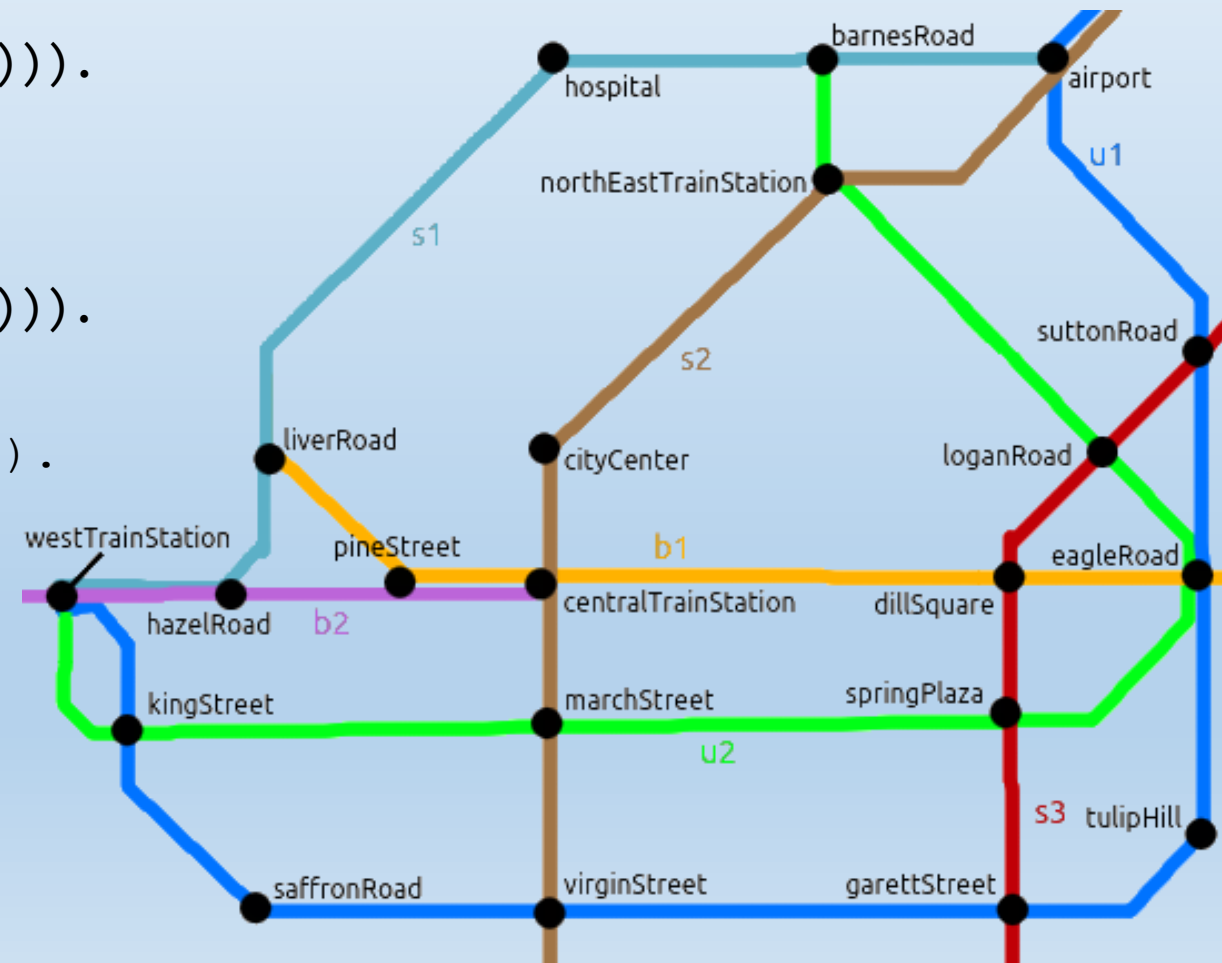 ))).
barnesRoad
hospital
airport
u1
northEastTrainStation
s1
))).
suttonRoad
s2
liverRoad
cityCenter
loganRoad
).
westTrainStation
pineStreet
b1
eagleRoad
centralTrainStation
dillSquare
hazelRoad
b2
kingStreet
marchStreet
springPlaza
u2
s3
tulipHill
saffronRoad
virginStreet
garettStreet